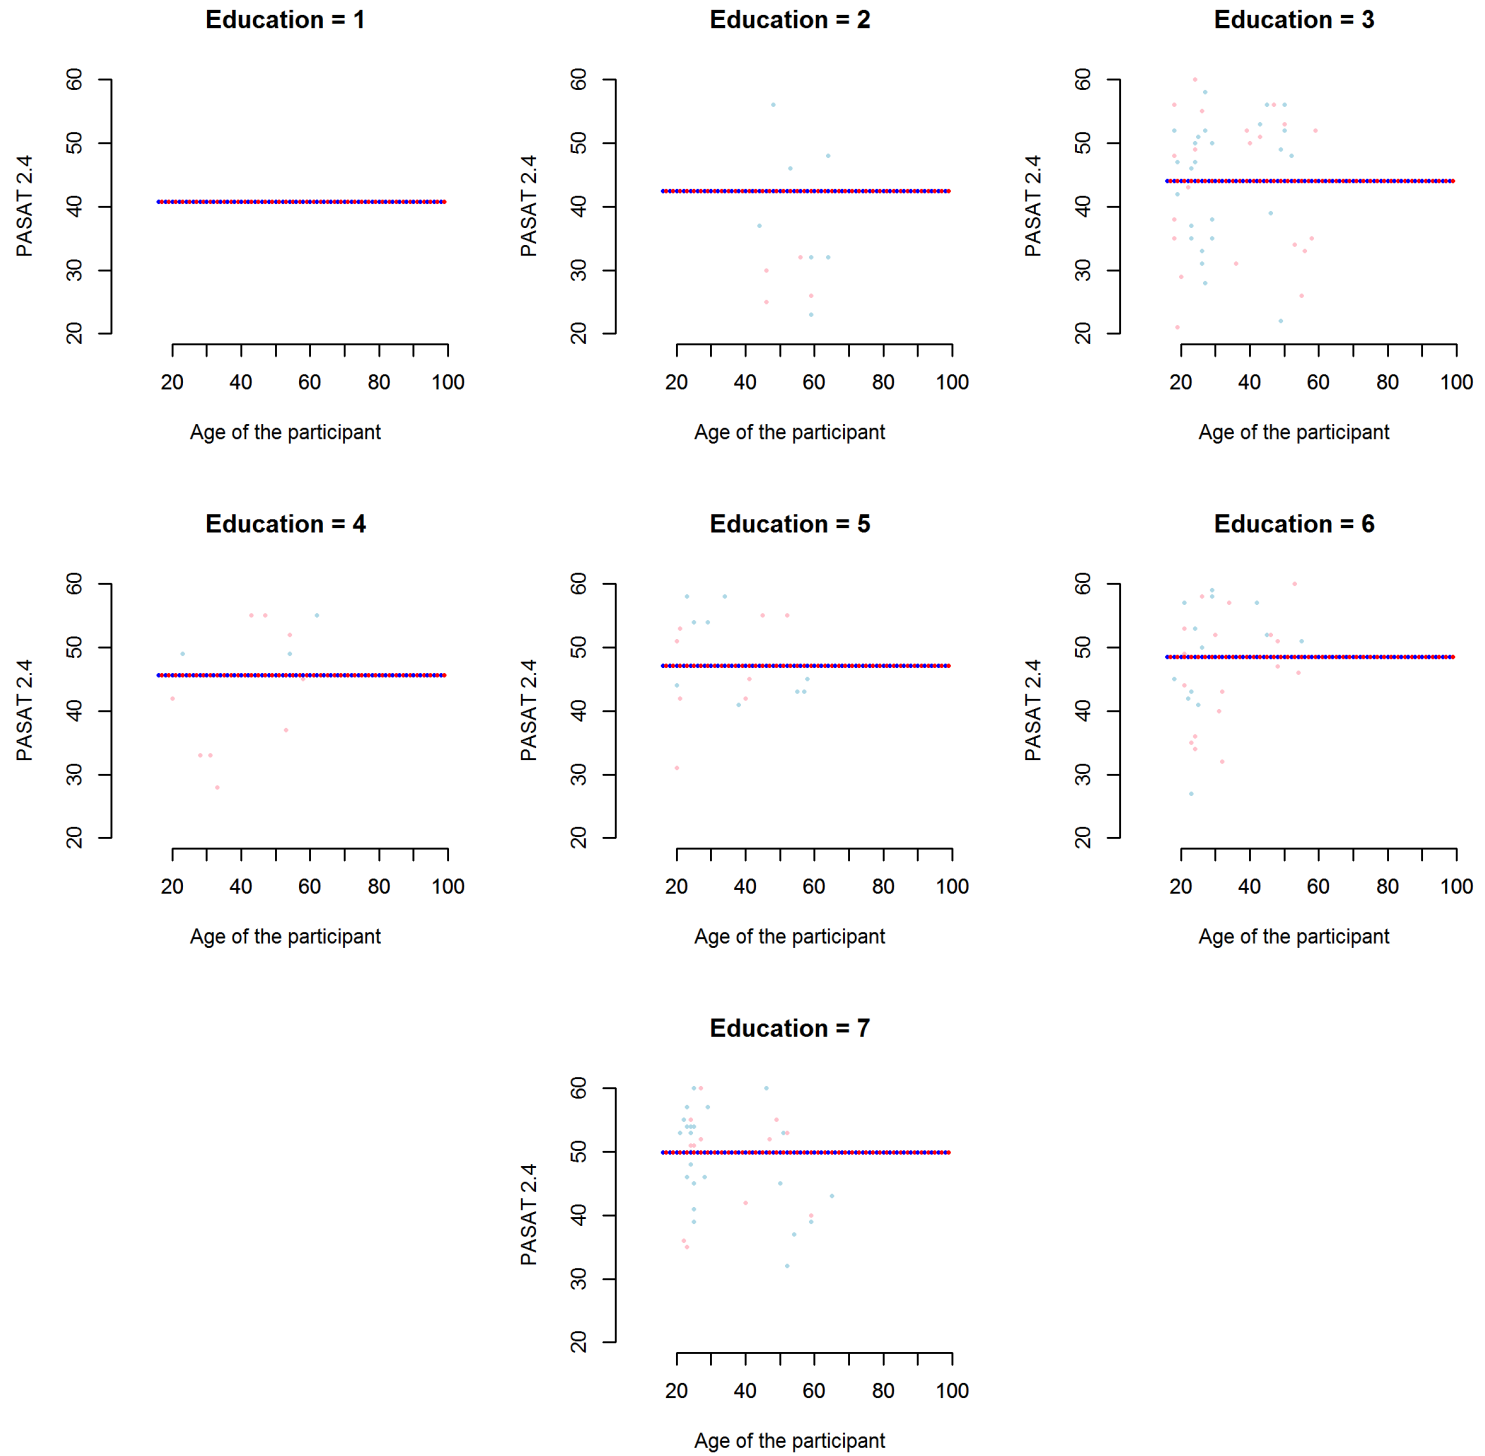 Education = 1
Education = 2
Education = 3
PASAT 2.4
20 30 40 50 60
20 40 60 80 100
Age of the participant
PASAT 2.4
20 30 40 50 60
20 40 60 80 100
Age of the participant
PASAT 2.4
20 30 40 50 60
20 40 60 80 100
Age of the participant
Education = 4
Education = 5
Education = 6
PASAT 2.4
20 30 40 50 60
20 40 60 80 100
Age of the participant
PASAT 2.4
20 30 40 50 60
20 40 60 80 100
Age of the participant
PASAT 2.4
20 30 40 50 60
20 40 60 80 100
Age of the participant
Education = 7
PASAT 2.4
20 30 40 50 60
20 40 60 80 100
Age of the participant